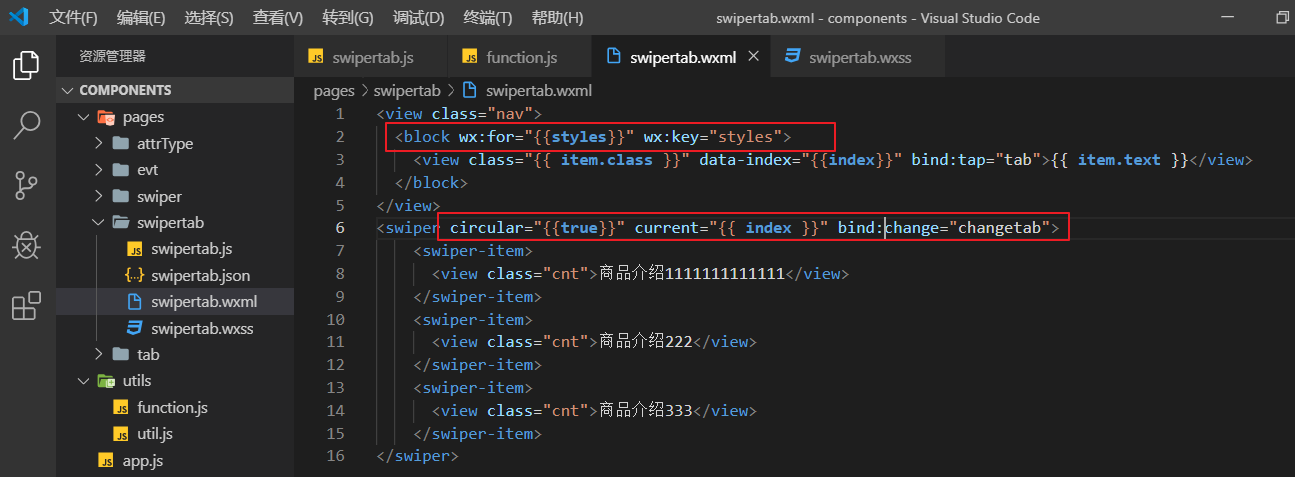 文件(F) 编辑(E) 选择(S) 查看(V) 转到(G) 调试(D) 终端(T) 帮助(H) swipertab.wxml - components - Visual Studio Code
资源管理器
COMPONENTS
pages
attrType
evt
swiper
swipertab
JS swipertab.js
{..} swipertab.json
swipertab.wxml
swipertab.wxss
tab
utils
JS function.js
JS util.js
JS app.js
JS swipertab.js JS function.js swipertab.wxml swipertab.wxss
pages > swipertab > swipertab.wxml
1 <view class="nav">
2 <block wx:for="{{styles}}" wx:key="styles">
3 <view class="{{ item.class }}" data-index="{{index}}" bind:tap="tab">{{ item.text }}</view>
4 </block>
5 </view>
6 <swiper circular="{{true}}" current="{{ index }}" bind:change="changetab">
7 <swiper-item>
8 <view class="cnt">商品介绍1111111111111</view>
9 </swiper-item>
10 <swiper-item>
11 <view class="cnt">商品介绍222</view>
12 </swiper-item>
13 <swiper-item>
14 <view class="cnt">商品介绍333</view>
15 </swiper-item>
16 </swiper>